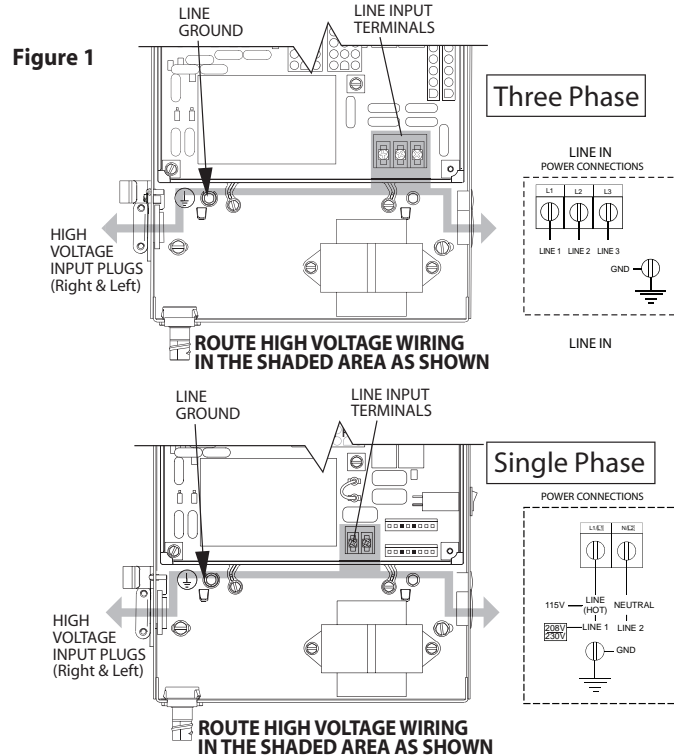 Figure 1
LINE
GROUND
LINE INPUT
TERMINALS
Three Phase
LINE IN
POWER CONNECTIONS
L1 L2 L3
LINE 1 LINE 2 LINE 3
GND
LINE IN
HIGH
VOLTAGE
INPUT PLUGS
(Right & Left)
ROUTE HIGH VOLTAGE WIRING
IN THE SHADED AREA AS SHOWN
LINE
GROUND
LINE INPUT
TERMINALS
Single Phase
POWER CONNECTIONS
L1(L1) N(L2)
115V LINE
(HOT) NEUTRAL
208V LINE 1 LINE 2
230V
GND
HIGH
VOLTAGE
INPUT PLUGS
(Right & Left)
ROUTE HIGH VOLTAGE WIRING
IN THE SHADED AREA AS SHOWN